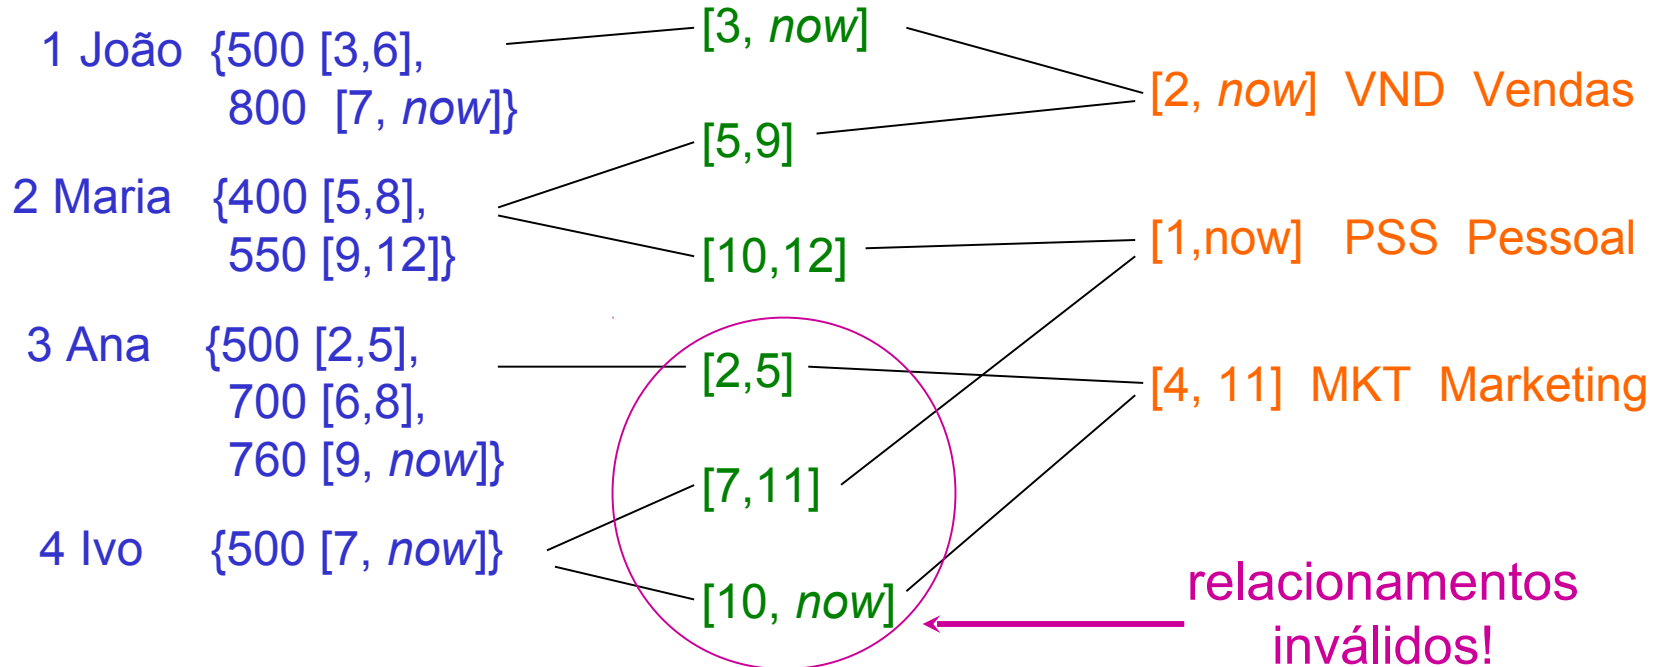 1 João {500 [3,6],
800 [7, now]}
2 Maria {400 [5,8],
550 [9,12]}
3 Ana {500 [2,5],
700 [6,8],
760 [9, now]}
4 Ivo {500 [7, now]}
[3, now]
[5,9]
[10,12]
[2,5]
[7,11]
[10, now]
[2, now] VND Vendas
[1,now] PSS Pessoal
[4, 11] MKT Marketing
relacionamentos
inválidos!